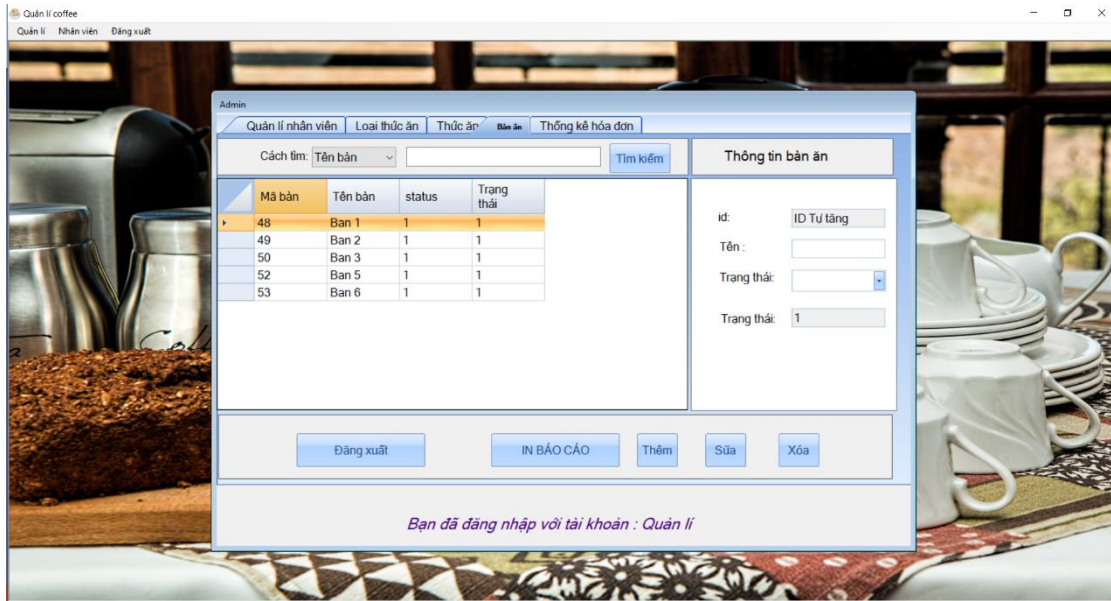 Quản lí coffee
Quản lí Nhân viên Đăng xuất
Admin
Quản lí nhân viên Loại thức ăn Thức ăn Bàn ăn Thống kê hóa đơn
Cách tìm: Tên bàn Tìm kiếm Thông tin bàn ăn
Mã bàn Tên bàn status Trạng thái
48 Ban 1 1 1
49 Ban 2 1 1
50 Ban 3 1 1
52 Ban 5 1 1
53 Ban 6 1 1
id: ID Tự tăng
Tên :
Trạng thái:
Trạng thái: 1
Đăng xuất IN BÁO CÁO Thêm Sữa Xóa
Bạn đã đăng nhập với tài khoản : Quản lí